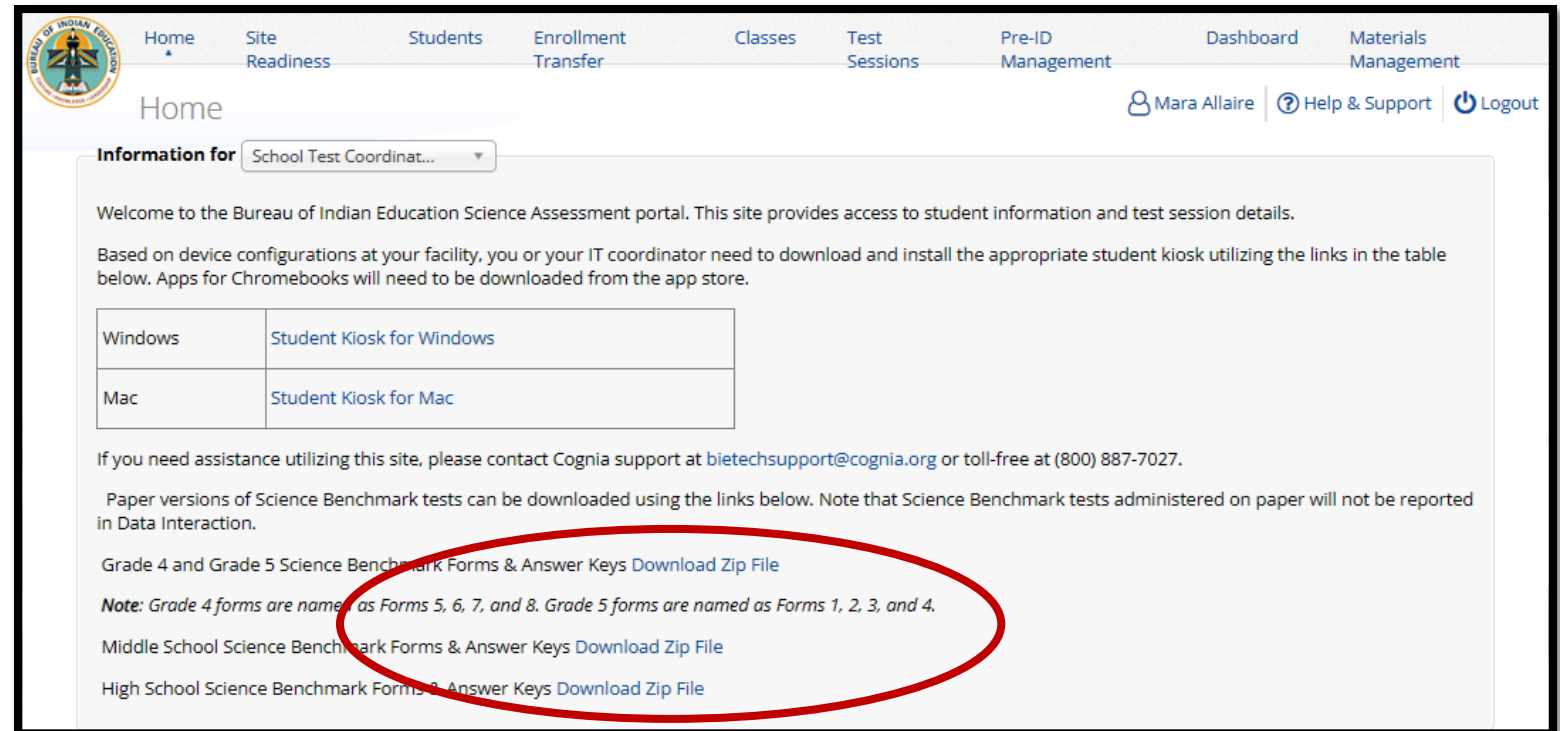 BUREAU OF INDIAN EDUCATION
Home Site Readiness Students Enrollment Transfer Classes Test Sessions Pre-ID Management Dashboard Materials Management
Home
Mara Allaire Help & Support Logout
Information for School Test Coordinat...
Welcome to the Bureau of Indian Education Science Assessment portal. This site provides access to student information and test session details.
Based on device configurations at your facility, you or your IT coordinator need to download and install the appropriate student kiosk utilizing the links in the table
below. Apps for Chromebooks will need to be downloaded from the app store.
Windows Student Kiosk for Windows
Mac Student Kiosk for Mac
If you need assistance utilizing this site, please contact Cognia support at bietechsupport@cognia.org or toll-free at (800) 887-7027.
Paper versions of Science Benchmark tests can be downloaded using the links below. Note that Science Benchmark tests administered on paper will not be reported
in Data Interaction.
Grade 4 and Grade 5 Science Benchmark Forms & Answer Keys Download Zip File
Note: Grade 4 forms are named as Forms 5, 6, 7, and 8. Grade 5 forms are named as Forms 1, 2, 3, and 4.
Middle School Science Benchmark Forms & Answer Keys Download Zip File
High School Science Benchmark Forms & Answer Keys Download Zip File